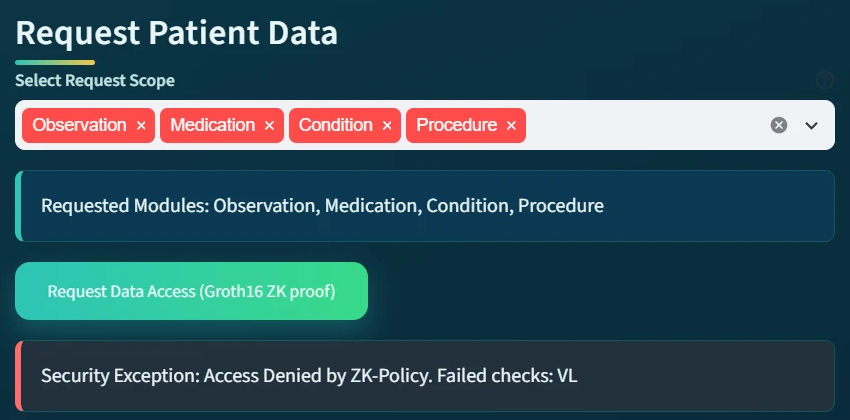 Request Patient Data
Select Request Scope
Observation × Medication × Condition × Procedure ×
Requested Modules: Observation, Medication, Condition, Procedure
Request Data Access (Groth16 ZK proof)
Security Exception: Access Denied by ZK-Policy. Failed checks: VL